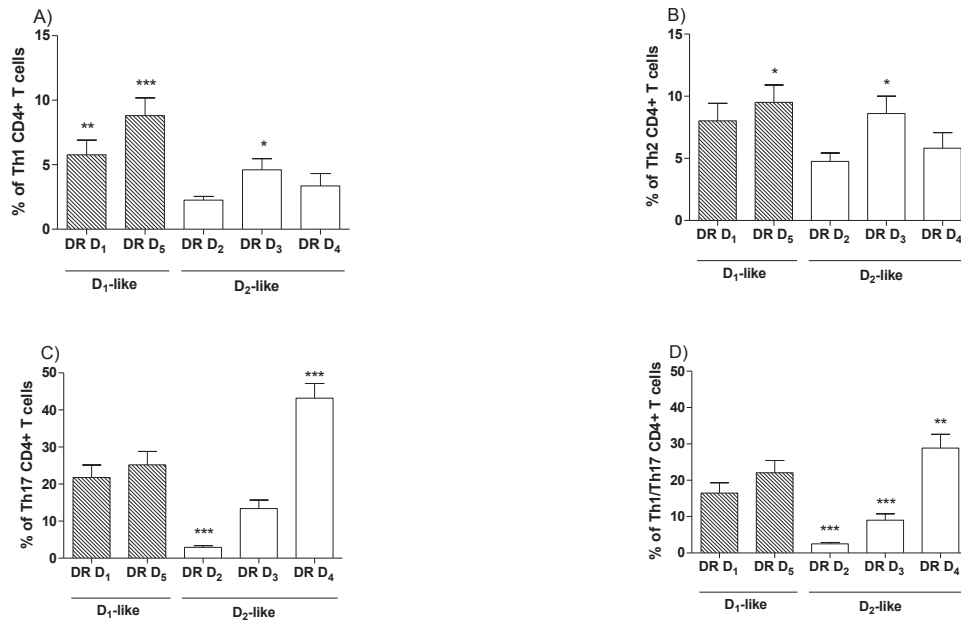 A)
% of Th1 CD4+ T cells
15
10
5
0
**
***
*
DR D₁ DR D₅ DR D₂ DR D₃ DR D₄
D₁-like D₂-like
B)
% of Th2 CD4+ T cells
15
10
5
0
*
*
DR D₁ DR D₅ DR D₂ DR D₃ DR D₄
D₁-like D₂-like
C)
% of Th17 CD4+ T cells
50
40
30
20
10
0
***
***
DR D₁ DR D₅ DR D₂ DR D₃ DR D₄
D₁-like D₂-like
D)
% of Th1/Th17 CD4+ T cells
50
40
30
20
10
0
***
***
**
DR D₁ DR D₅ DR D₂ DR D₃ DR D₄
D₁-like D₂-like